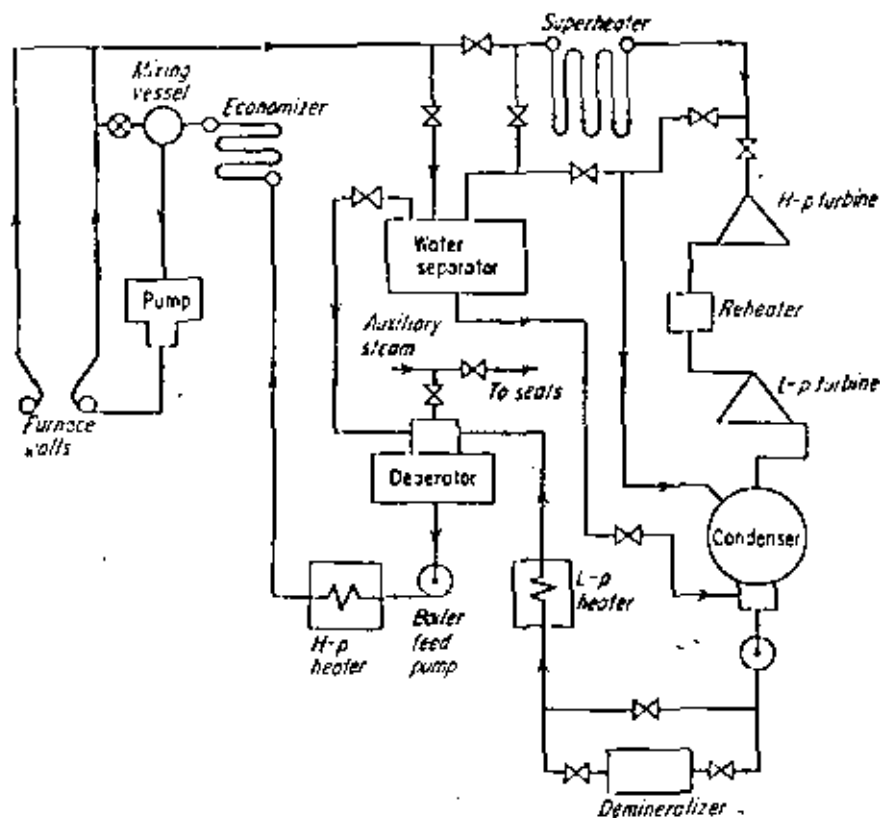 Superheater
Mixing
vessel
Economizer
H-p turbine
Water
separator
Pump
Reheater
Auxiliary
steam
To seals
L-p turbine
Furnace
walls
Deaerator
Condenser
L-p
heater
H-p
heater
Boiler
feed
pump
Demineralizer